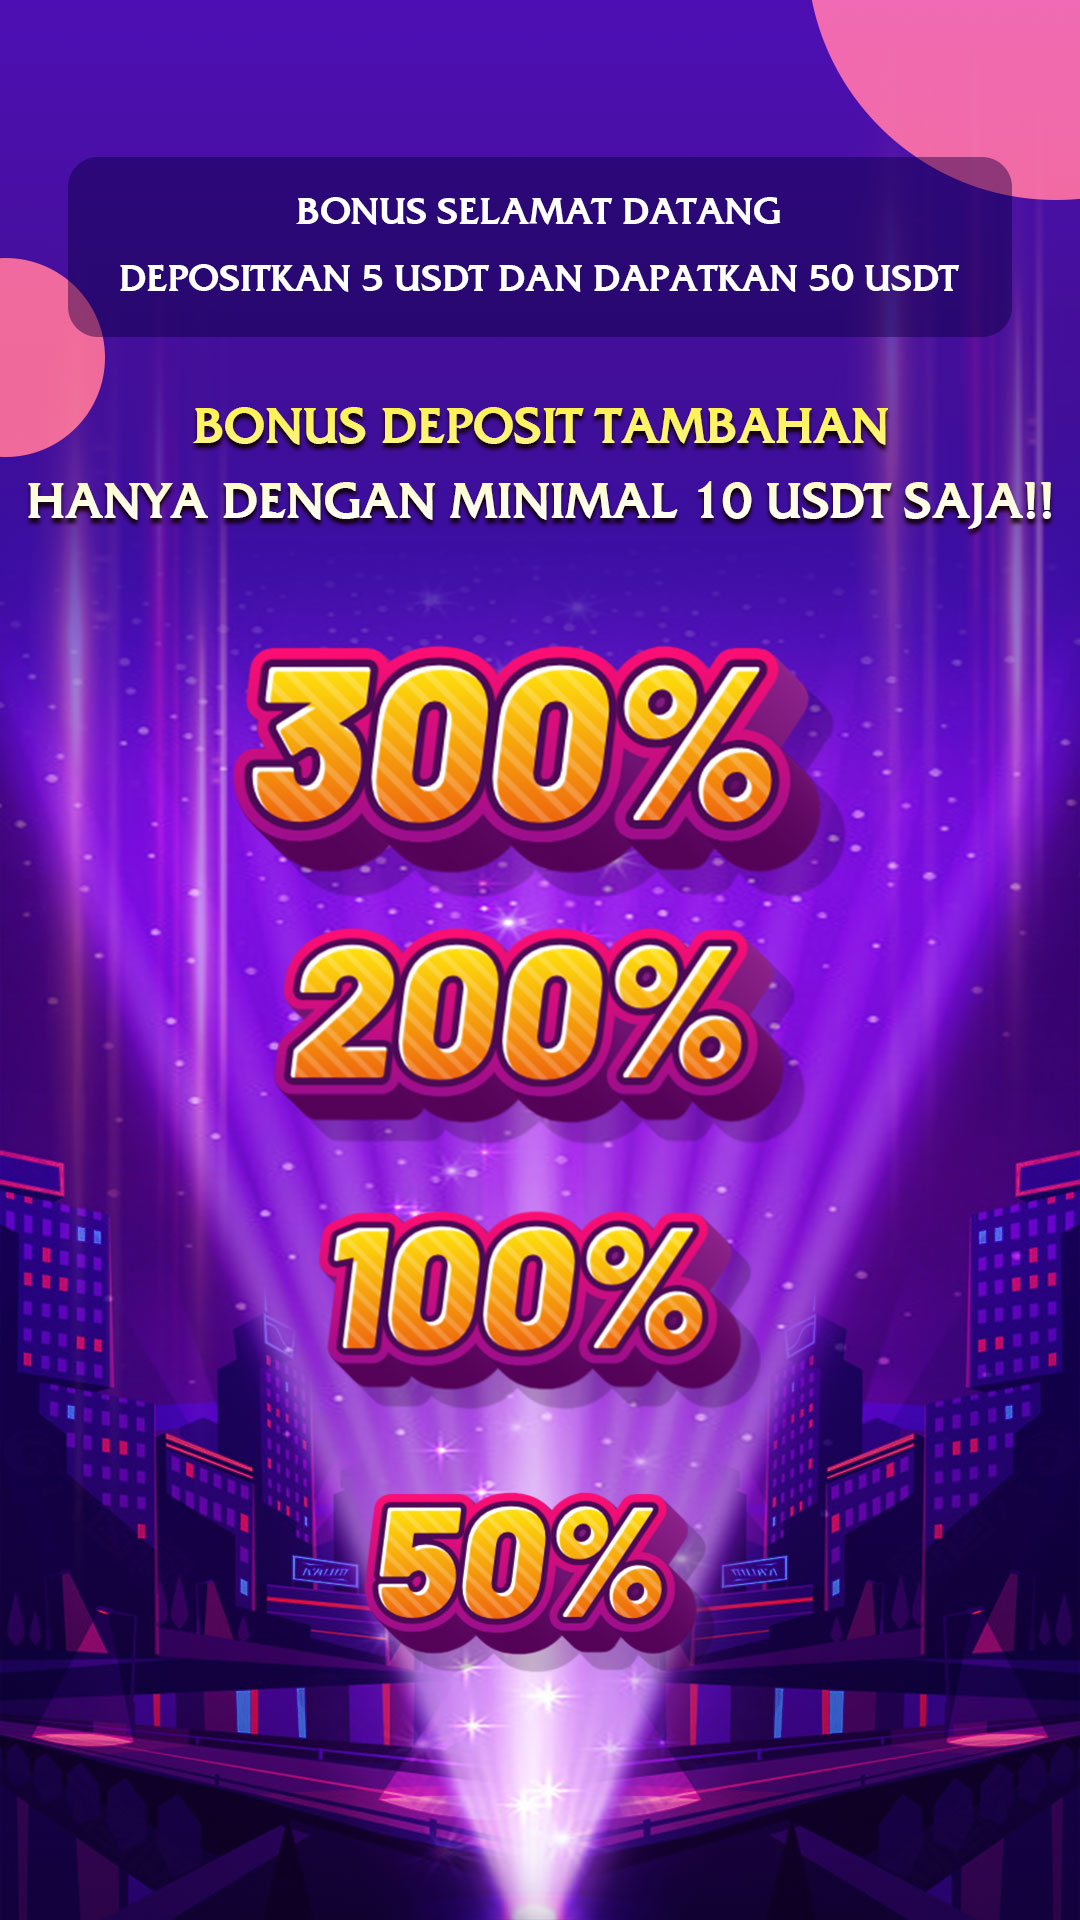 BONUS SELAMAT DATANG
DEPOSITKAN 5 USDT DAN DAPATKAN 50 USDT
BONUS DEPOSIT TAMBAHAN
HANYA DENGAN MINIMAL 10 USDT SAJA!!
300%
200%
100%
50%